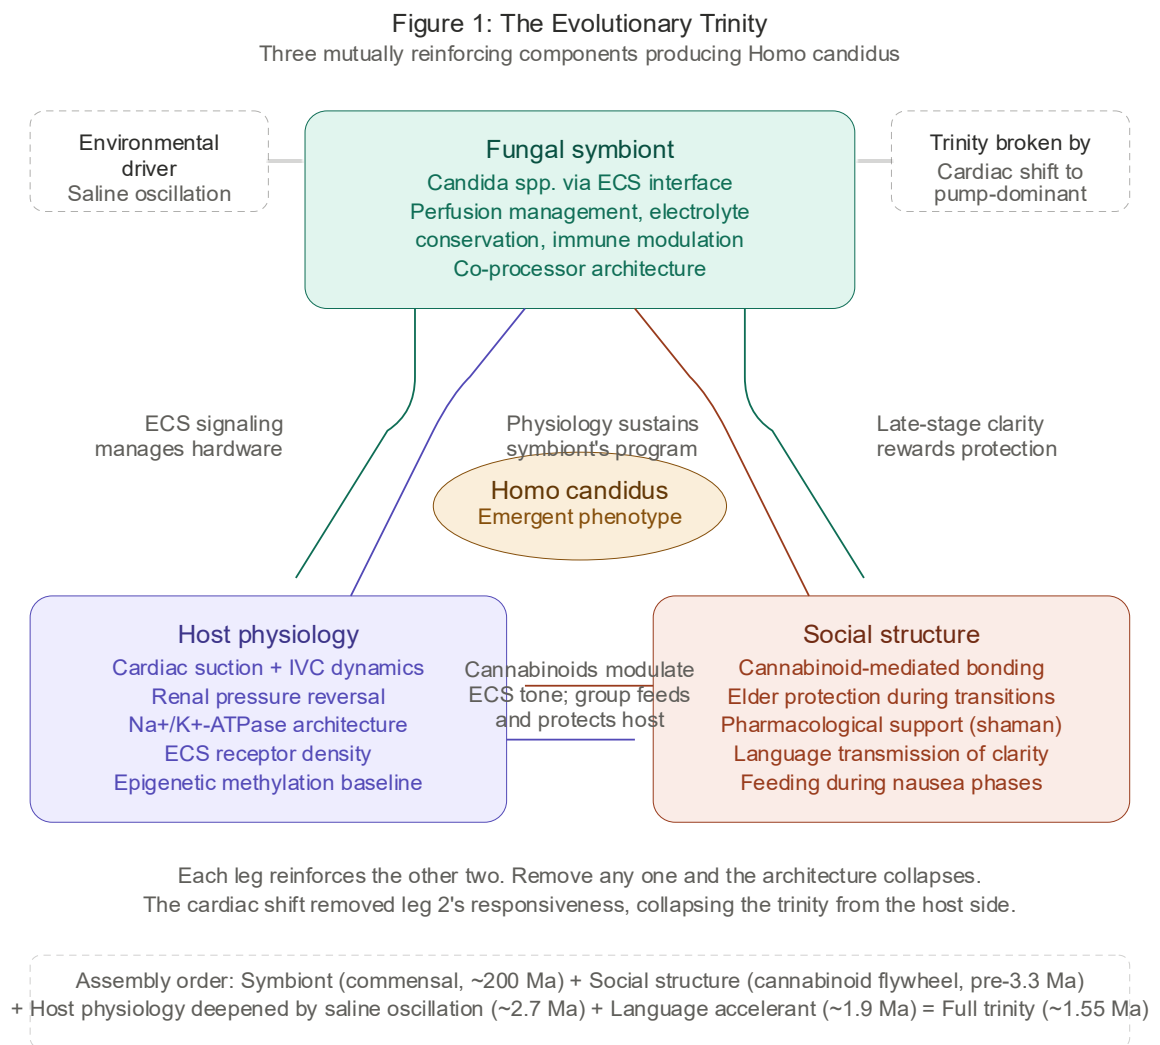 Figure 1: The Evolutionary Trinity
Three mutually reinforcing components producing Homo candidus
Environmental
driver
Saline oscillation
Fungal symbiont
Candida spp. via ECS interface
Perfusion management, electrolyte
conservation, immune modulation
Co-processor architecture
Trinity broken by
Cardiac shift to
pump-dominant
ECS signaling
manages hardware
Physiology sustains
symbiont's program
Late-stage clarity
rewards protection
Homo candidus
Emergent phenotype
Host physiology
Cardiac suction + IVC dynamics
Renal pressure reversal
Na+/K+-ATPase architecture
ECS receptor density
Epigenetic methylation baseline
Cannabinoids modulate
ECS tone; group feeds
and protects host
Social structure
Cannabinoid-mediated bonding
Elder protection during transitions
Pharmacological support (shaman)
Language transmission of clarity
Feeding during nausea phases
Each leg reinforces the other two. Remove any one and the architecture collapses.
The cardiac shift removed leg 2's responsiveness, collapsing the trinity from the host side.
Assembly order: Symbiont (commensal, ~200 Ma) + Social structure (cannabinoid flywheel, pre-3.3 Ma)
+ Host physiology deepened by saline oscillation (~2.7 Ma) + Language accelerant (~1.9 Ma) = Full trinity (~1.55 Ma)